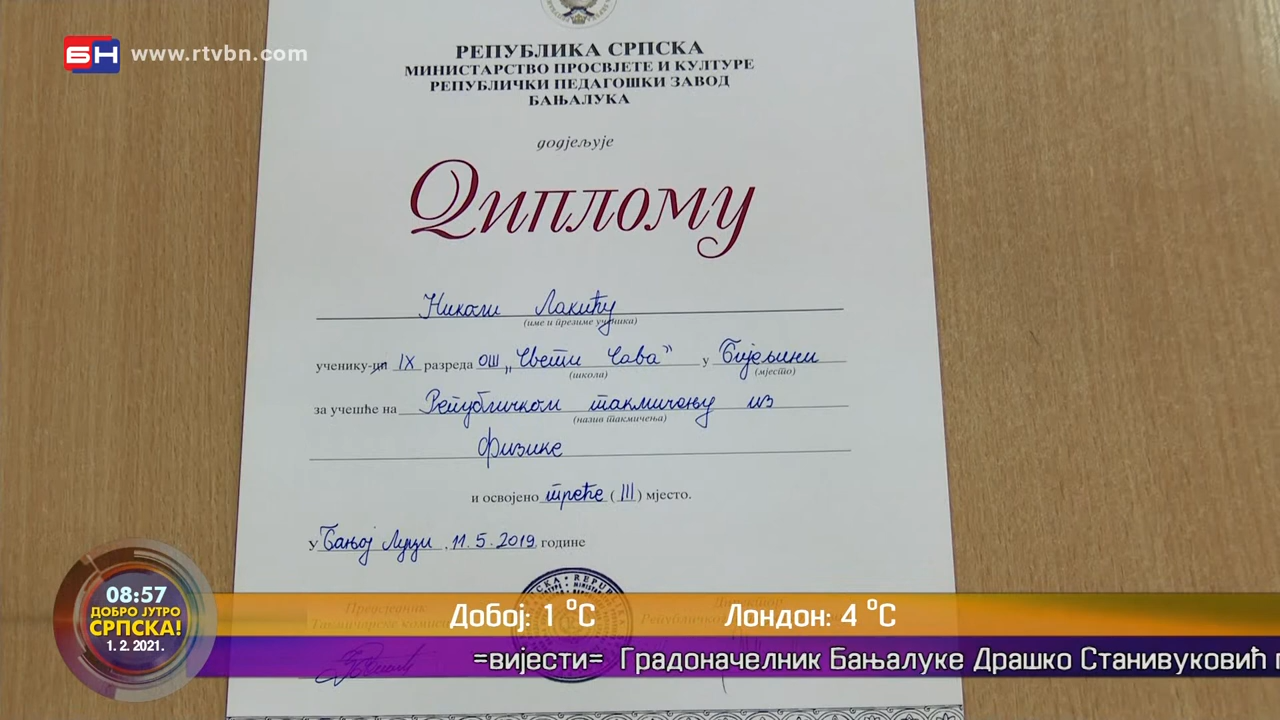 БН www.rtvbn.com
РЕПУБЛИКА СРПСКА
МИНИСТАРСТВО ПРОСВЈЕТЕ И КУЛТУРЕ
РЕПУБЛИЧКИ ПЕДАГОШКИ ЗАВОД
БАЊАЛУКА
додјељује
Диплому
Николи Лакићу
(име и презиме ученика)
ученику-ци IX разреда ОШ „Свети Сава" у Бијељини
(школа) (мјесто)
за учешће на Републичком такмичењу из
(назив такмичења)
физике
и освојено треће (III) мјесто.
У Бањој Луци, 11.5.2019. године
Предсједник Директор
08:57
ДОБРО ЈУТРО
СРПСКА!
1. 2. 2021.
Добој: 1 °C Лондон: 4 °C
=вијести= Градоначелник Бањалуке Драшко Станивуковић